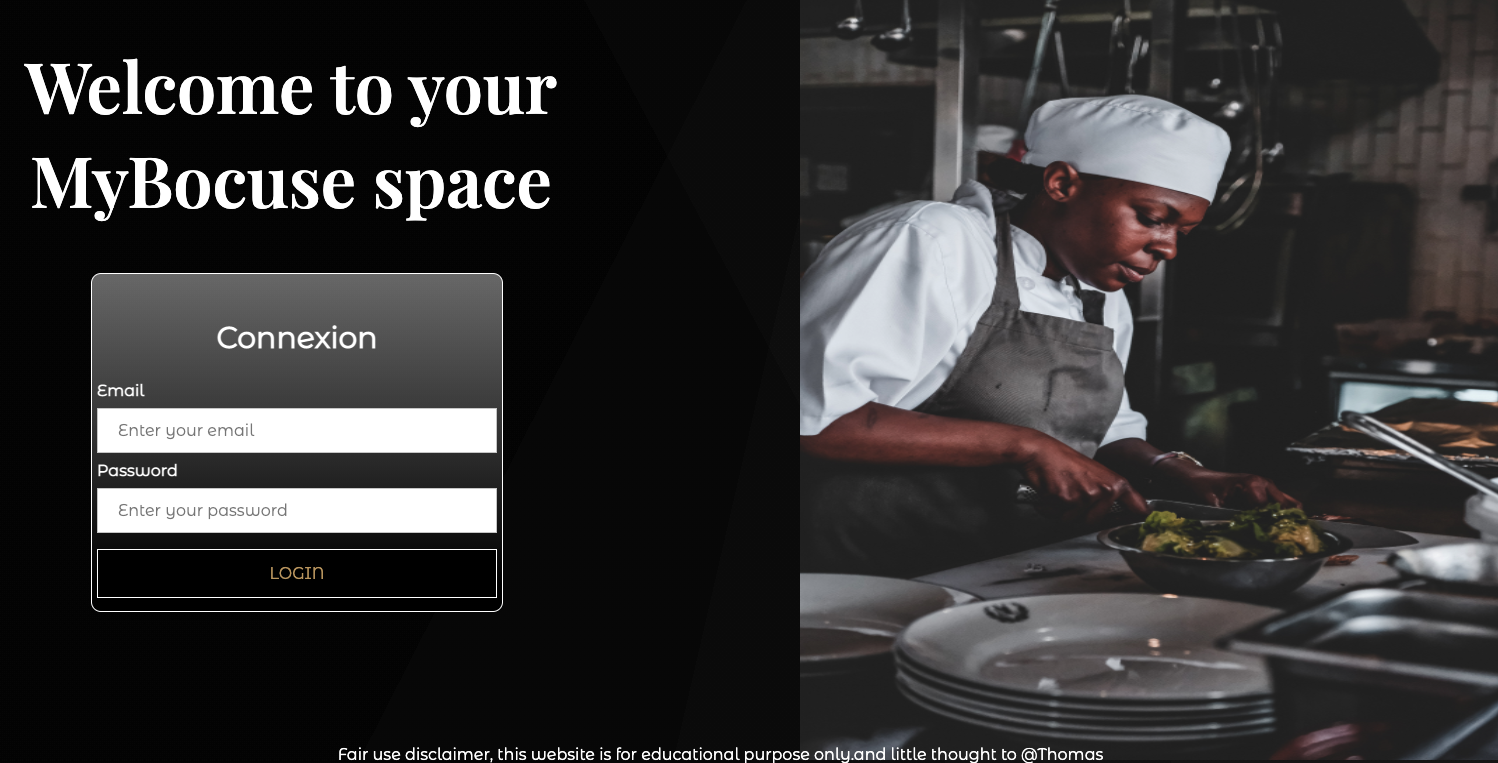 Welcome to your
MyBocuse space
Connexion
Email
Enter your email
Password
Enter your password
LOGIN
Fair use disclaimer, this website is for educational purpose only.and little thought to @Thomas